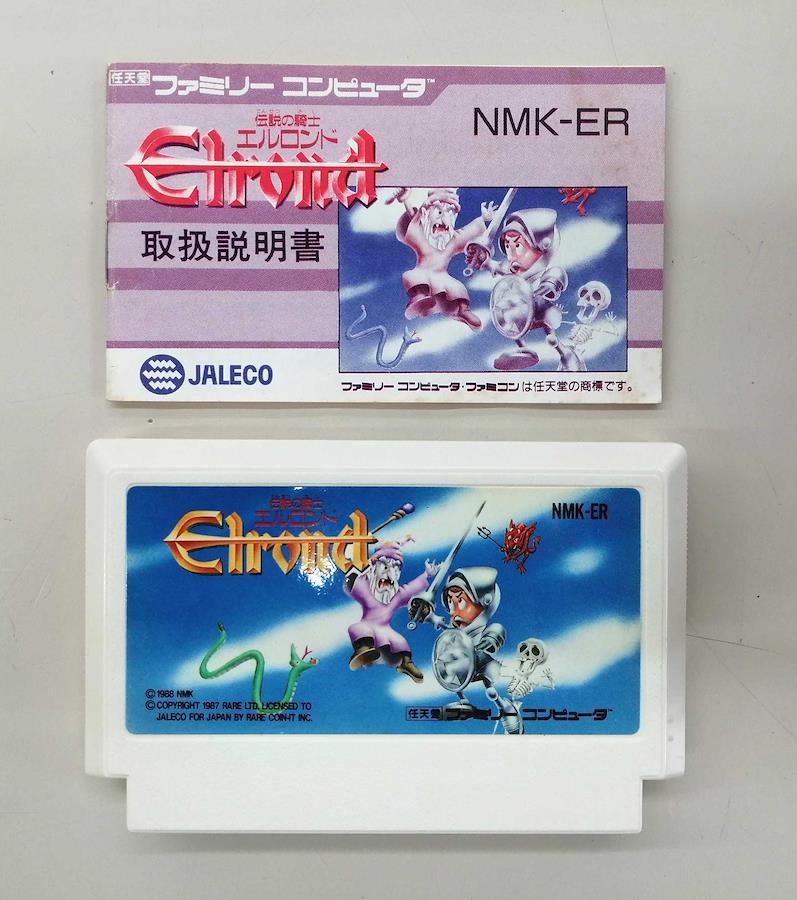 任天堂 ファミリー コンピュータ™
伝説の騎士
エルロンド
Elrond
NMK-ER
取扱説明書
JALECO
ファミリー コンピュータ・ファミコンは任天堂の商標です。
伝説の騎士
エルロンド
Elrond
NMK-ER
©1988 NMK
©COPYRIGHT 1987 RARE LTD. LICENSED TO
JALECO FOR JAPAN BY RARE COIN-IT INC.
任天堂 ファミリー コンピュータ™